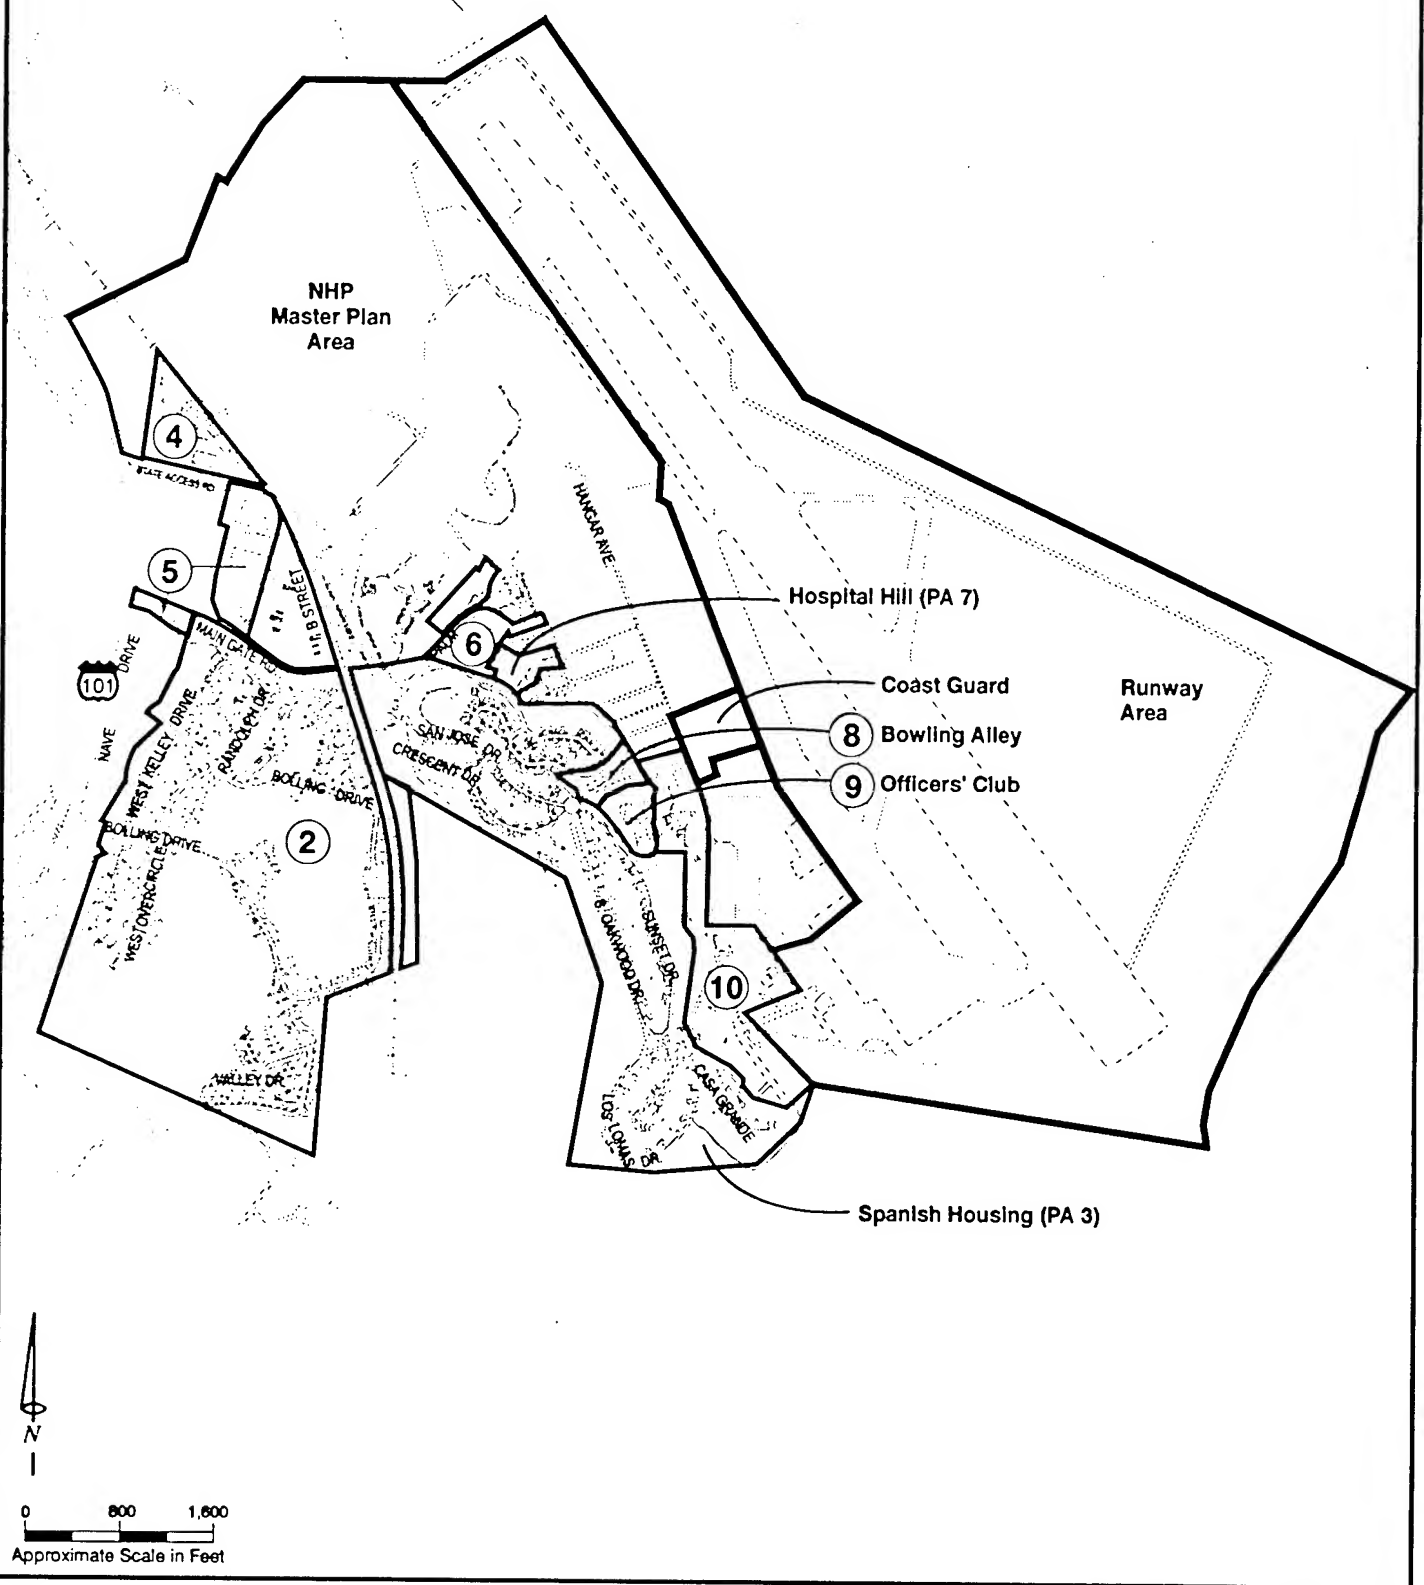 NHP
Master Plan
Area
4
STATE ACCESS RD.
HANGAR AVE
5
B STREET
Hospital Hill (PA 7)
6
MAIN GATE RD.
101
NAVE DRIVE
WEST KELLEY DRIVE
RANDOLPH DR.
SAN JOSE DR.
CRESCENT DR.
Coast Guard
Runway
Area
8 Bowling Alley
9 Officers' Club
BOLLING DRIVE
BOLLING DRIVE
2
WESTOVER CIRCLE
OAKWOOD DR.
SUNSET DR.
10
VALLEY DR.
CASA GRANDE
LOS LOMAS DR.
Spanish Housing (PA 3)
N
0 800 1,600
Approximate Scale in Feet